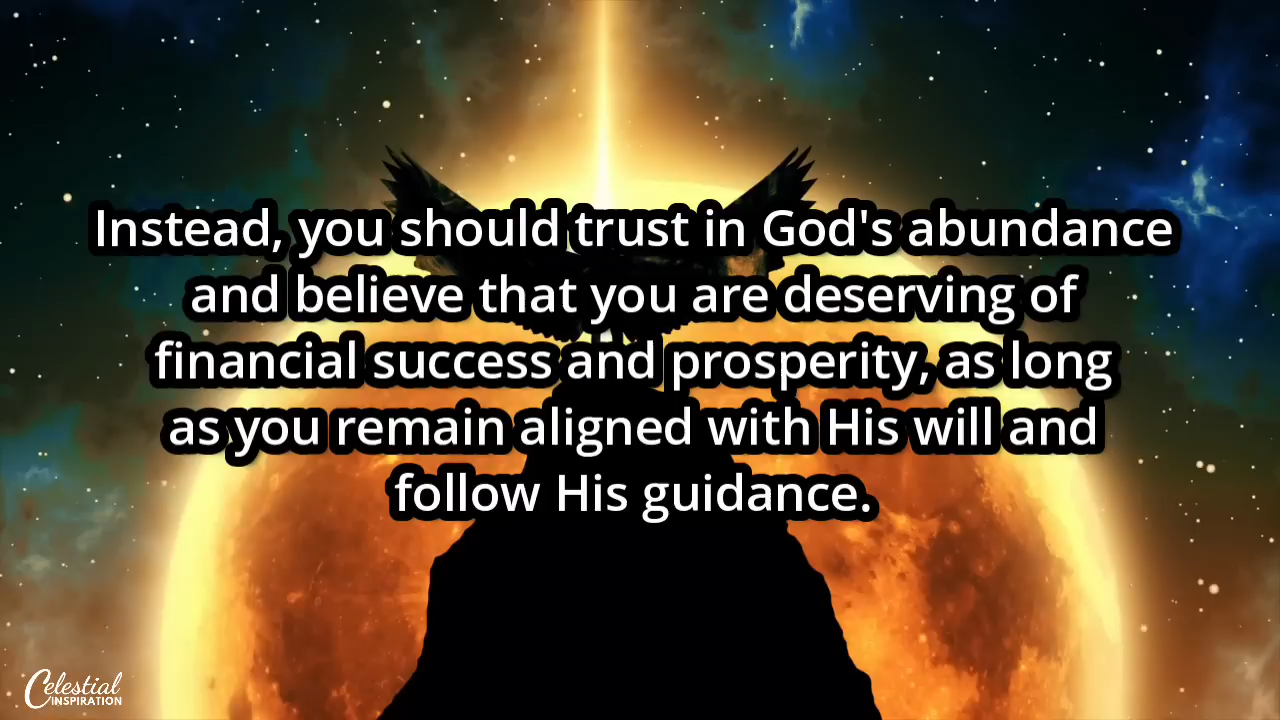 Instead, you should trust in God's abundance
and believe that you are deserving of
financial success and prosperity, as long
as you remain aligned with His will and
follow His guidance.
Celestial
INSPIRATION